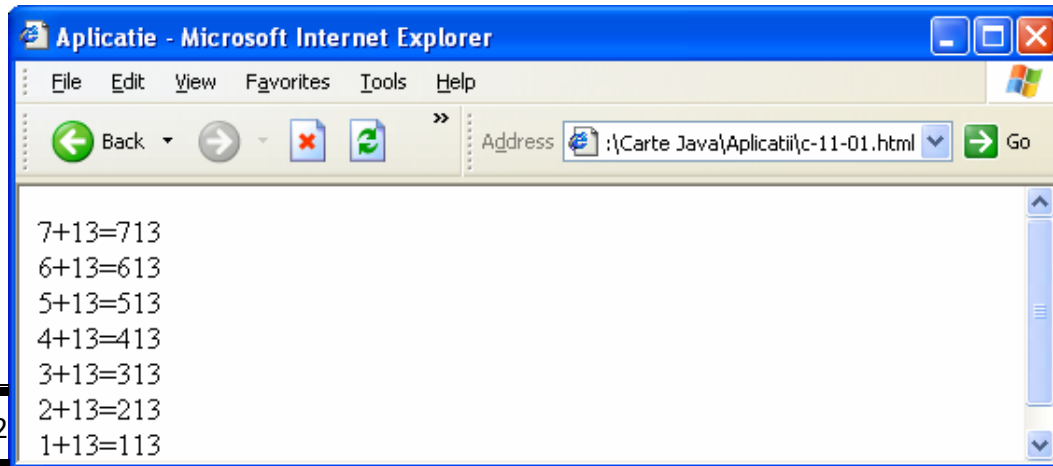 Aplicatie - Microsoft Internet Explorer
File Edit View Favorites Tools Help
Back » Address :\Carte Java\Aplicatii\c-11-01.html Go
7+13=713
6+13=613
5+13=513
4+13=413
3+13=313
2+13=213
2
1+13=113